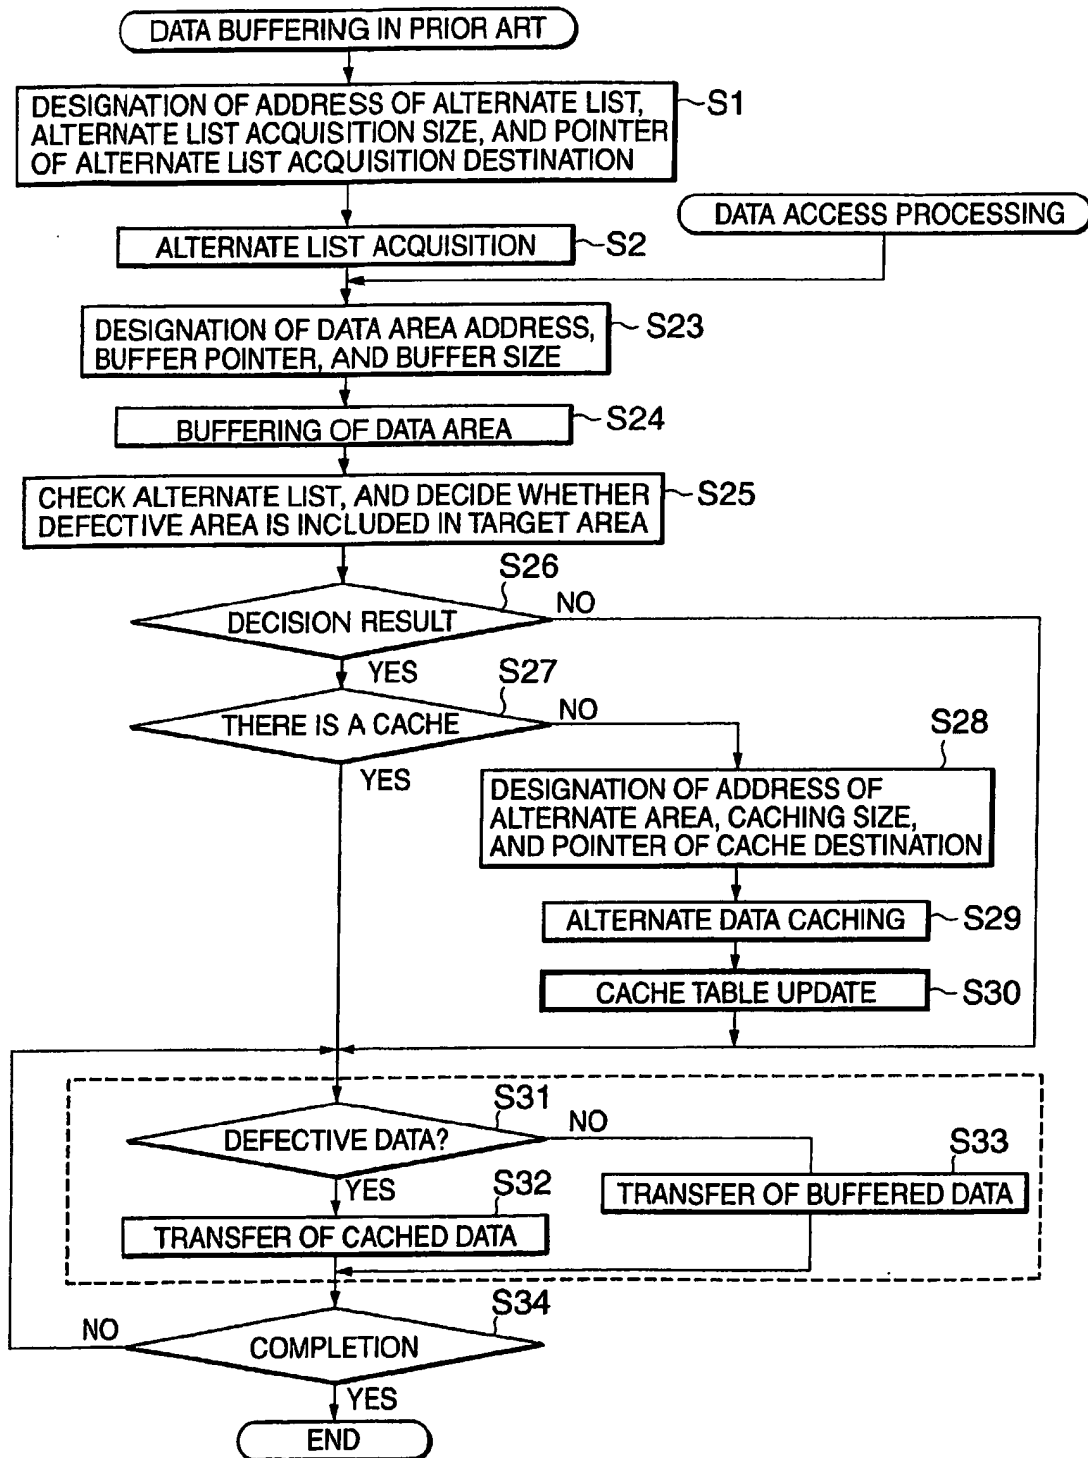 DATA BUFFERING IN PRIOR ART
DESIGNATION OF ADDRESS OF ALTERNATE LIST,
ALTERNATE LIST ACQUISITION SIZE, AND POINTER
OF ALTERNATE LIST ACQUISITION DESTINATION
S1
DATA ACCESS PROCESSING
ALTERNATE LIST ACQUISITION
S2
DESIGNATION OF DATA AREA ADDRESS,
BUFFER POINTER, AND BUFFER SIZE
S23
BUFFERING OF DATA AREA
S24
CHECK ALTERNATE LIST, AND DECIDE WHETHER
DEFECTIVE AREA IS INCLUDED IN TARGET AREA
S25
S26
DECISION RESULT
NO
YES
S27
THERE IS A CACHE
NO
YES
S28
DESIGNATION OF ADDRESS OF
ALTERNATE AREA, CACHING SIZE,
AND POINTER OF CACHE DESTINATION
ALTERNATE DATA CACHING
S29
CACHE TABLE UPDATE
S30
S31
DEFECTIVE DATA?
NO
YES
S32
TRANSFER OF CACHED DATA
S33
TRANSFER OF BUFFERED DATA
S34
COMPLETION
NO
YES
END